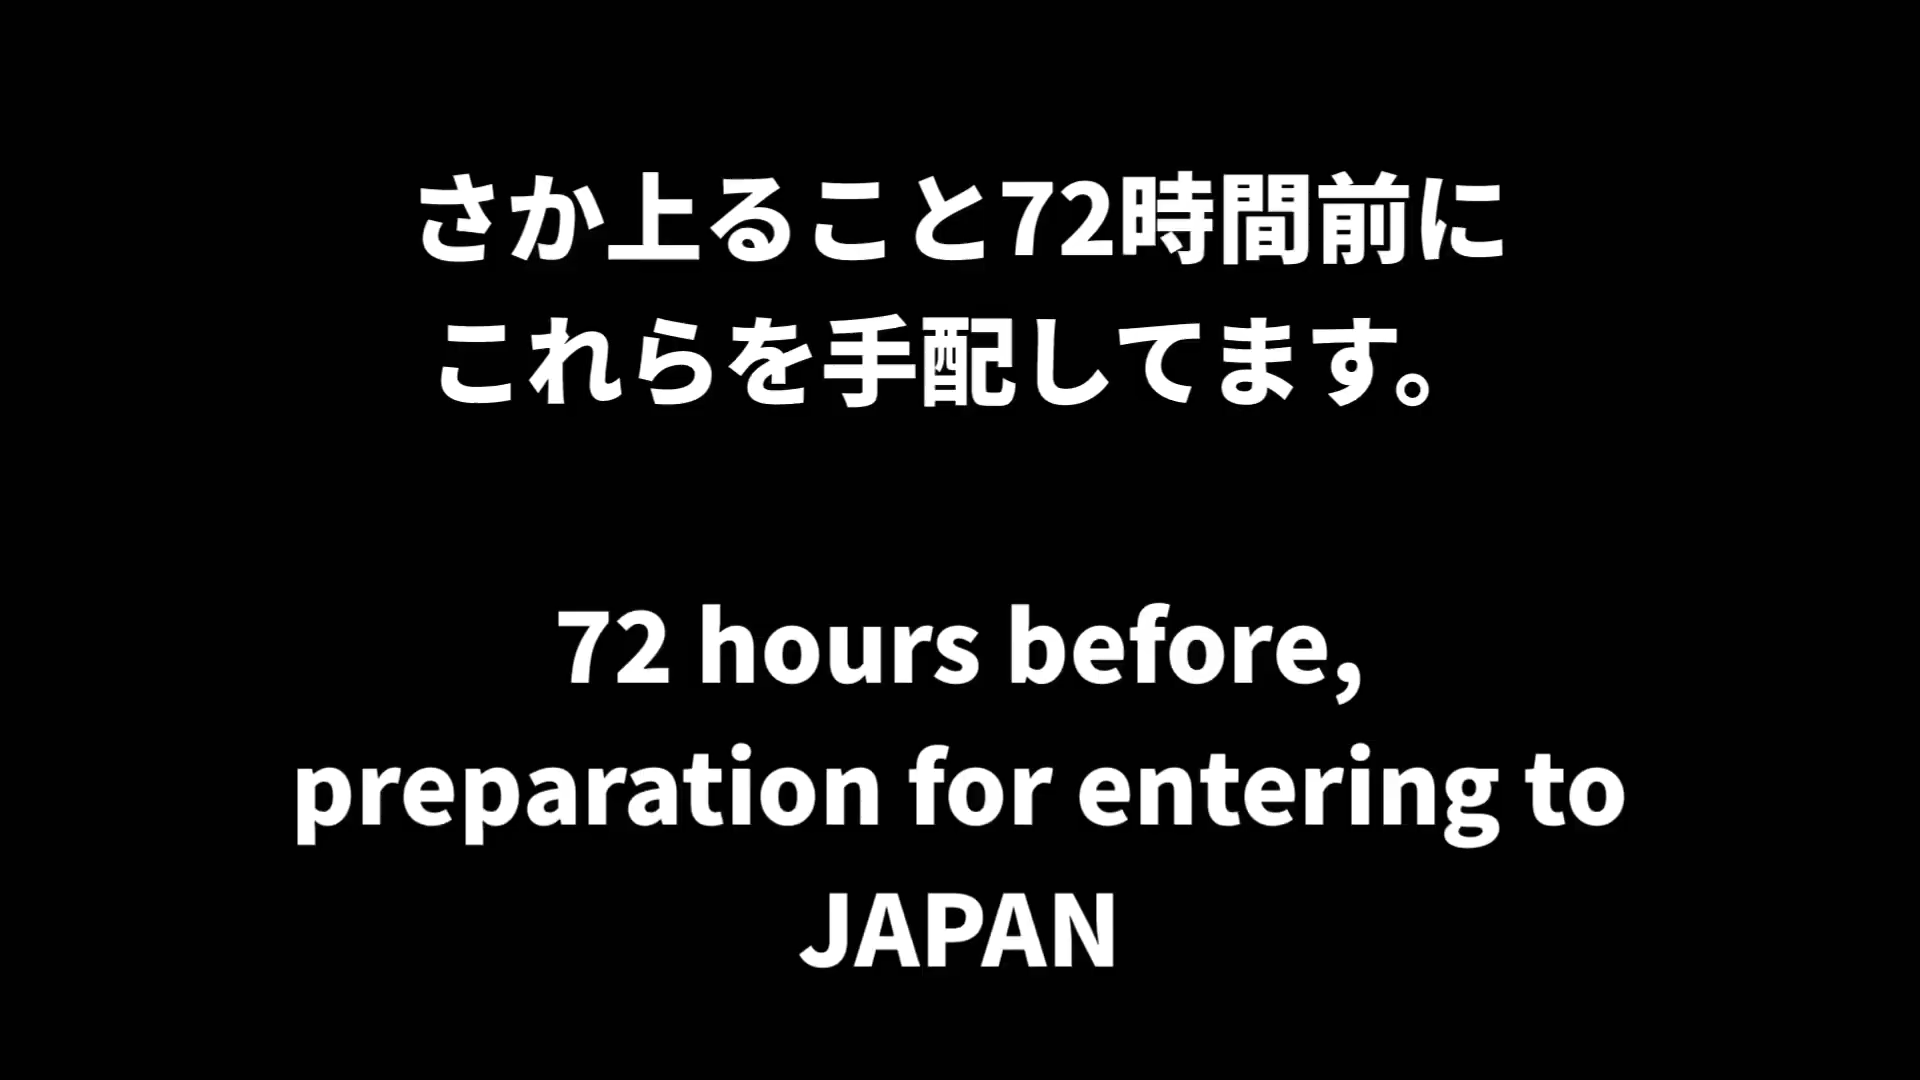 さか上ること72時間前に
これらを手配してます。
72 hours before,
preparation for entering to
JAPAN